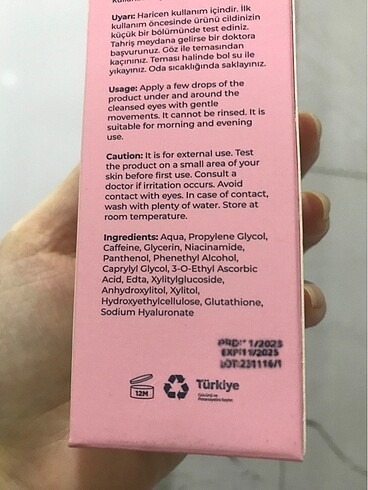 Uyarı: Haricen kullanım içindir. İlk
kullanım öncesinde ürünü cildinizin
küçük bir bölümünde test ediniz.
Tahriş meydana gelirse bir doktora
başvurunuz. Göz ile temasından
kaçınınız. Teması halinde bol su ile
yıkayınız. Oda sıcaklığında saklayınız.
Usage: Apply a few drops of the
product under and around the
cleansed eyes with gentle
movements. It cannot be rinsed. It is
suitable for morning and evening
use.
Caution: It is for external use. Test
the product on a small area of your
skin before first use. Consult a
doctor if irritation occurs. Avoid
contact with eyes. In case of contact,
wash with plenty of water. Store at
room temperature.
Ingredients: Aqua, Propylene Glycol,
Caffeine, Glycerin, Niacinamide,
Panthenol, Phenethyl Alcohol,
Caprylyl Glycol, 3-O-Ethyl Ascorbic
Acid, Edta, Xylitylglucoside,
Anhydroxylitol, Xylitol,
Hydroxyethylcellulose, Glutathione,
Sodium Hyaluronate
EXP:11/2025
LOT:231116/1
12M
Türkiye